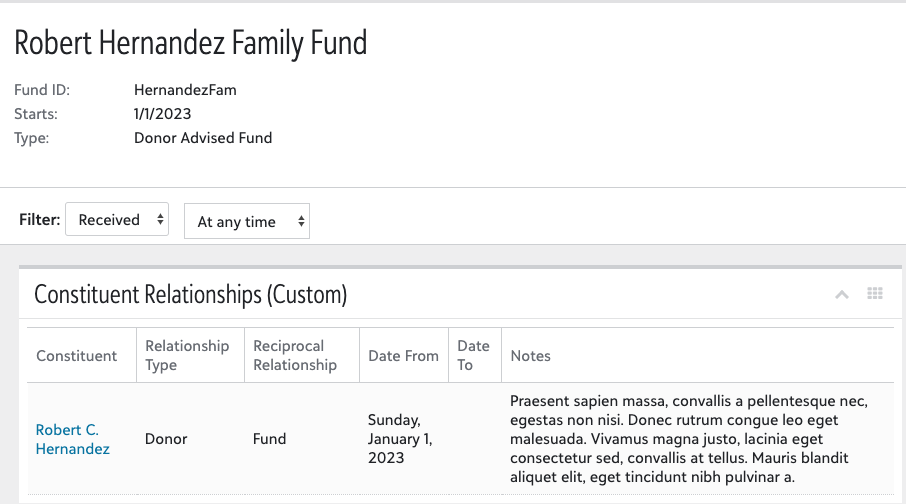 Robert Hernandez Family Fund
Fund ID: HernandezFam
Starts: 1/1/2023
Type: Donor Advised Fund
Filter: Received At any time
Constituent Relationships (Custom)
Constituent Relationship Type Reciprocal Relationship Date From Date To Notes
Robert C. Hernandez Donor Fund Sunday, January 1, 2023
Praesent sapien massa, convallis a pellentesque nec,
egestas non nisi. Donec rutrum congue leo eget
malesuada. Vivamus magna justo, lacinia eget
consectetur sed, convallis at tellus. Mauris blandit
aliquet elit, eget tincidunt nibh pulvinar a.